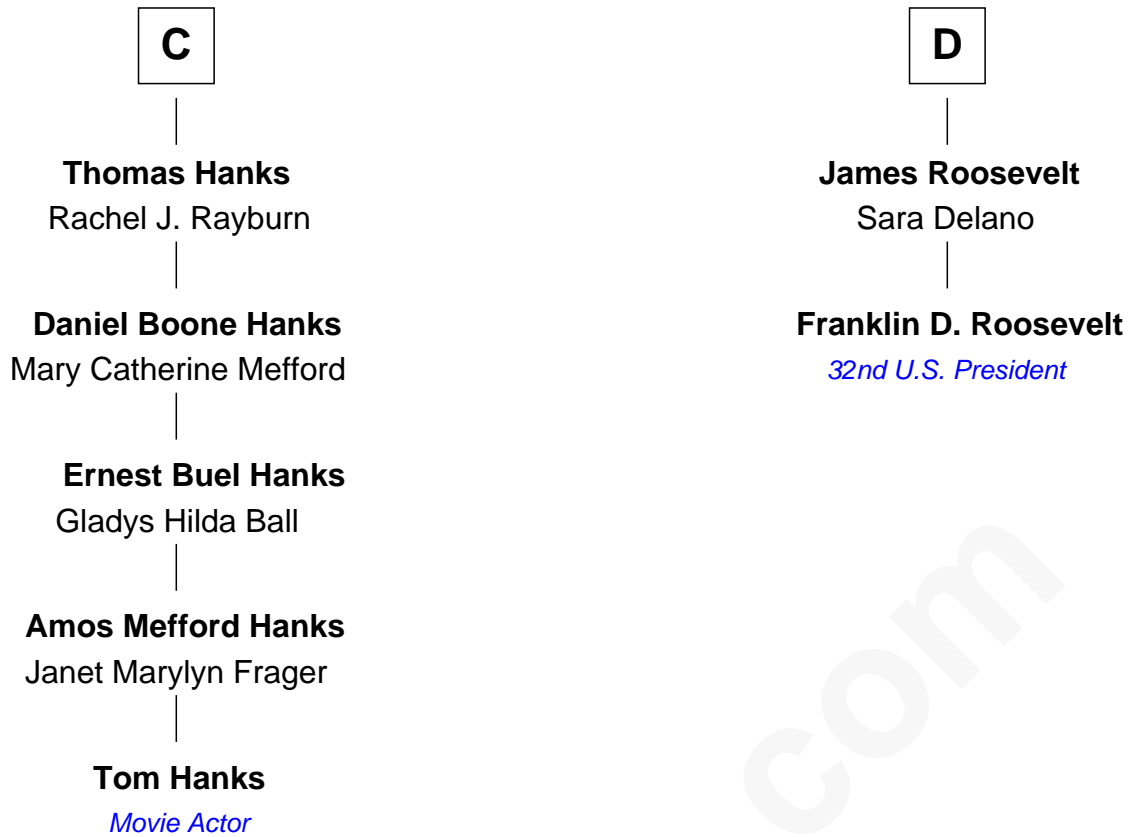 C
Thomas Hanks
Rachel J. Rayburn
Daniel Boone Hanks
Mary Catherine Mefford
Ernest Buel Hanks
Gladys Hilda Ball
Amos Mefford Hanks
Janet Marylyn Frager
Tom Hanks
Movie Actor
D
James Roosevelt
Sara Delano
Franklin D. Roosevelt
32nd U.S. President
com